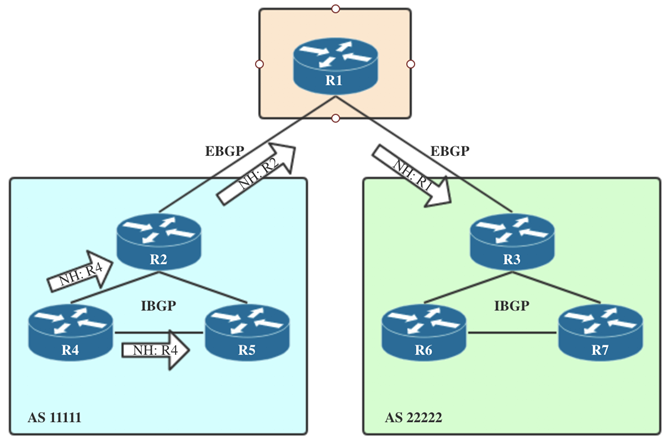 R1
EBGP
EBGP
NH: R2
NH: R1
R2
R3
NH: R4
IBGP
IBGP
R4
NH: R4
R5
R6
R7
AS 11111
AS 22222